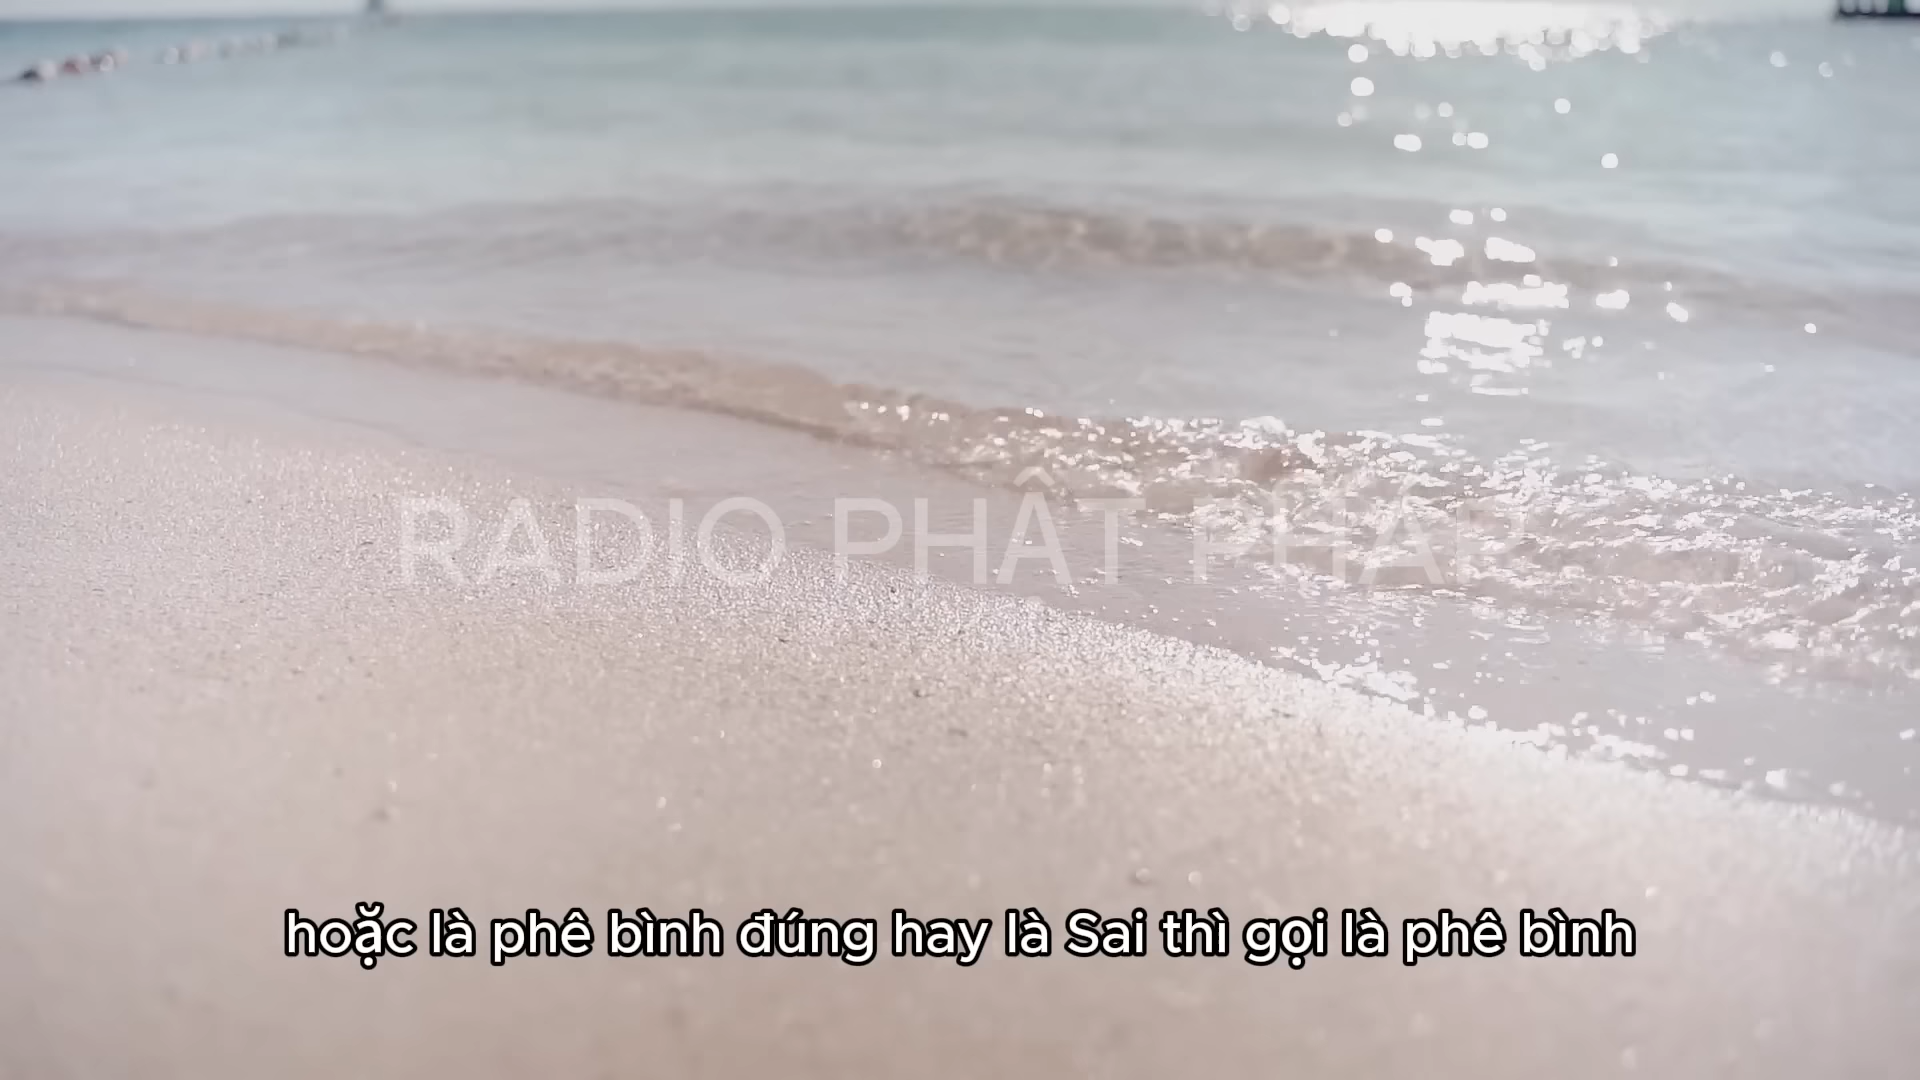 RADIO PHẬT PHÁP
hoặc là phê bình đúng hay là Sai thì gọi là phê bình